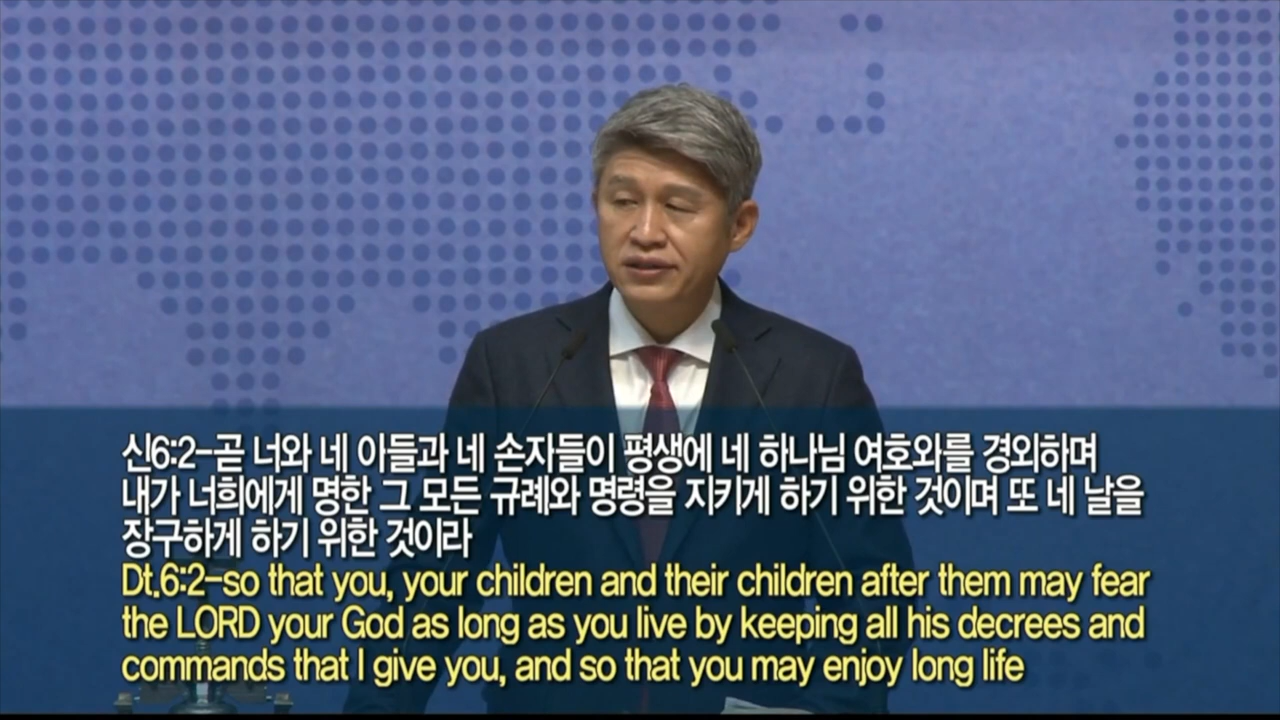 신6:2-곧 너와 네 아들과 네 손자들이 평생에 네 하나님 여호와를 경외하며
내가 너희에게 명한 그 모든 규례와 명령을 지키게 하기 위한 것이며 또 네 날을
장구하게 하기 위한 것이라
Dt.6:2-so that you, your children and their children after them may fear
the LORD your God as long as you live by keeping all his decrees and
commands that I give you, and so that you may enjoy long life